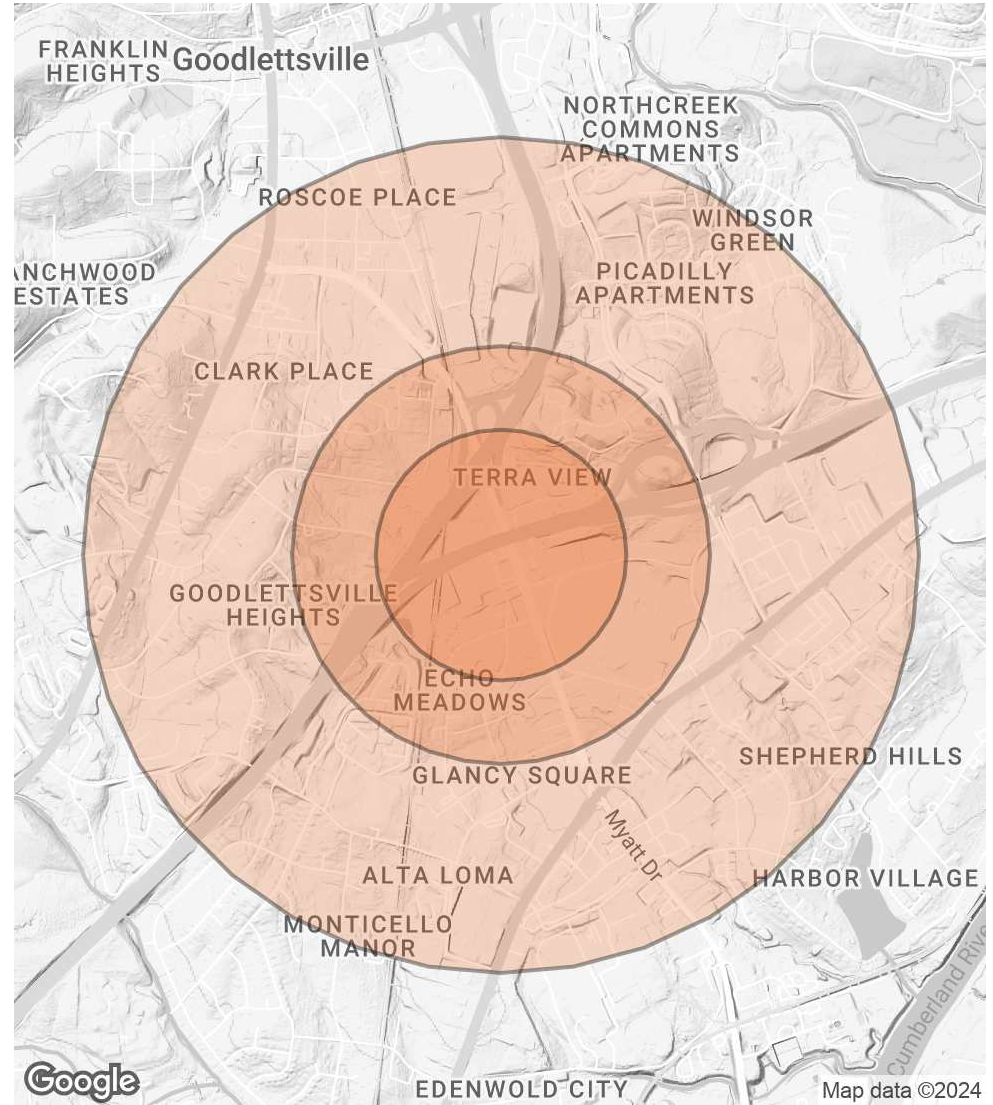 FRANKLIN
HEIGHTS
Goodlettsville
NORTHCREEK
COMMONS
APARTMENTS
ROSCOE PLACE
WINDSOR
GREEN
ANCHWOOD
ESTATES
PICADILLY
APARTMENTS
CLARK PLACE
TERRA VIEW
GOODLETTSVILLE
HEIGHTS
ECHO
MEADOWS
SHEPHERD HILLS
GLANCY SQUARE
Myatt Dr
ALTA LOMA
HARBOR VILLAGE
MONTICELLO
MANOR
Cumberland River
Google
EDENWOLD CITY
Map data ©2024